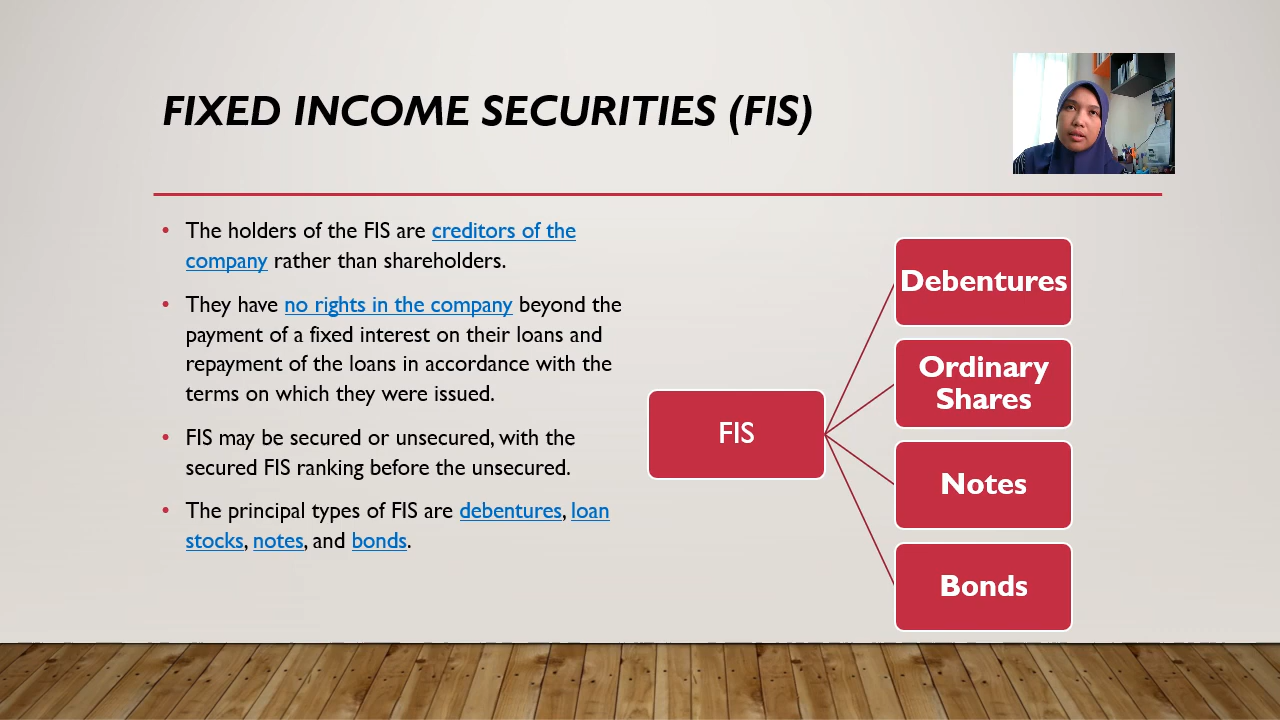 FIXED INCOME SECURITIES (FIS)
The holders of the FIS are creditors of the
company rather than shareholders.
They have no rights in the company beyond the
payment of a fixed interest on their loans and
repayment of the loans in accordance with the
terms on which they were issued.
FIS may be secured or unsecured, with the
secured FIS ranking before the unsecured.
The principal types of FIS are debentures, loan
stocks, notes, and bonds.
FIS
Debentures
Ordinary
Shares
Notes
Bonds